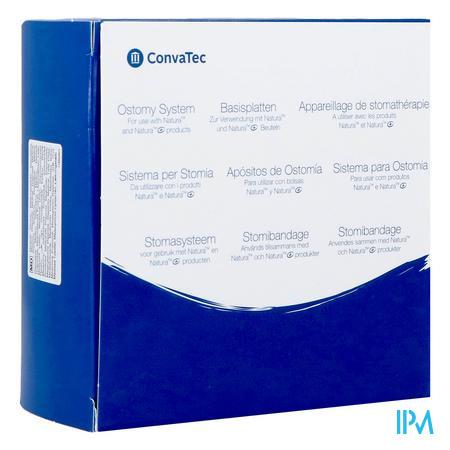 ConvaTec
Ostomy System
For use with Natura™
and Natura™ products
Basisplatten
Zur Verwendung mit Natura™
und Natura™ Beuteln
Appareillage de stomathérapie
A utiliser avec les produits
Natura™ et Natura™
Sistema per Stomia
Da utilizzare con i prodotti
Natura™ e Natura™
Apósitos de Ostomía
Para utilizar con bolsas
Natura™ y Natura™
Sistema para Ostomia
Para usar com produtos
Natura™ e Natura™
Stomasysteem
voor gebruik met Natura™ en
Natura™ producten
Stomibandage
Används tillsammans med
Natura™ och Natura™ produkter
Stomibandage
Anvendes sammen med Natura™
og Natura™ produkter
IPM